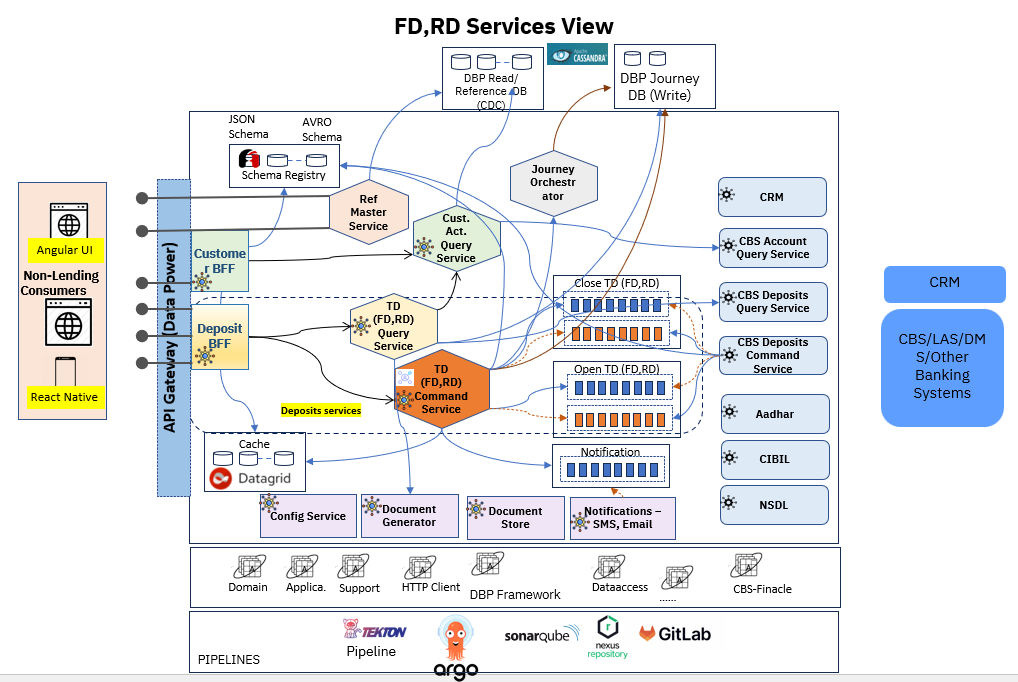 FD,RD Services View
Apache
CASSANDRA
DBP Read/
Reference DB
(CDC)
DBP Journey
DB (Write)
JSON
Schema
AVRO
Schema
Schema Registry
Ref
Master
Service
Cust.
Act.
Query
Service
Journey
Orchestr
ator
CRM
CBS Account
Query Service
CBS Deposits
Query Service
CBS Deposits
Command
Service
Aadhar
CIBIL
NSDL
Angular UI
Non-Lending
Consumers
React Native
API Gateway (Data Power)
Custome
r BFF
Deposit
BFF
TD
(FD,RD)
Query
Service
TD
(FD,RD)
Command
Service
Deposits services
Close TD (FD,RD)
Open TD (FD,RD)
Notification
Cache
Datagrid
Config Service
Document
Generator
Document
Store
Notifications –
SMS, Email
CRM
CBS/LAS/DM
S/Other
Banking
Systems
Domain
Applica.
Support
HTTP Client
DBP Framework
Dataaccess
......
CBS-Finacle
PIPELINES
TEKTON
Pipeline
argo
sonarqube
nexus
repository
GitLab